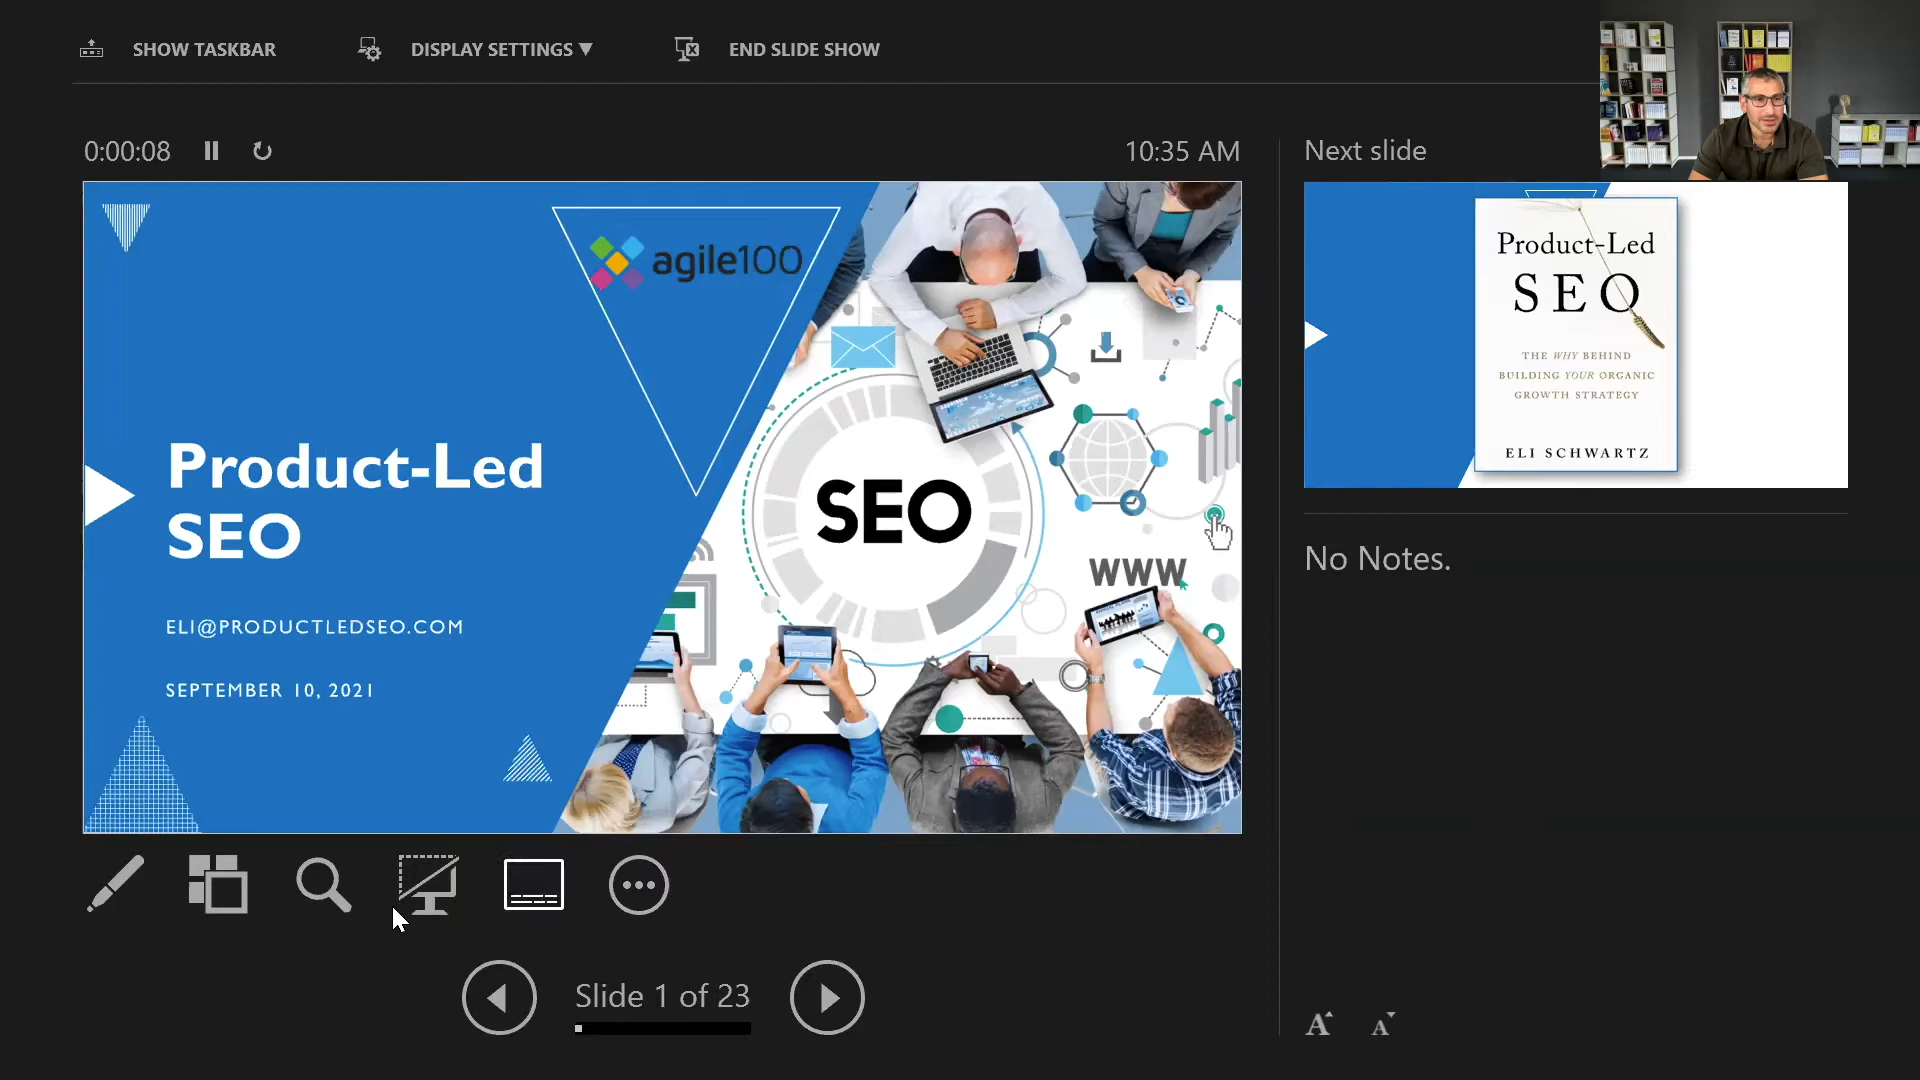 SHOW TASKBAR
DISPLAY SETTINGS ▼
END SLIDE SHOW
0:00:08
10:35 AM
agile100
Product-Led
SEO
ELI@PRODUCTLEDSEO.COM
SEPTEMBER 10, 2021
SEO
WWW
Next slide
Product-Led
SEO
THE WHY BEHIND
BUILDING YOUR ORGANIC
GROWTH STRATEGY
ELI SCHWARTZ
No Notes.
Slide 1 of 23
A
A